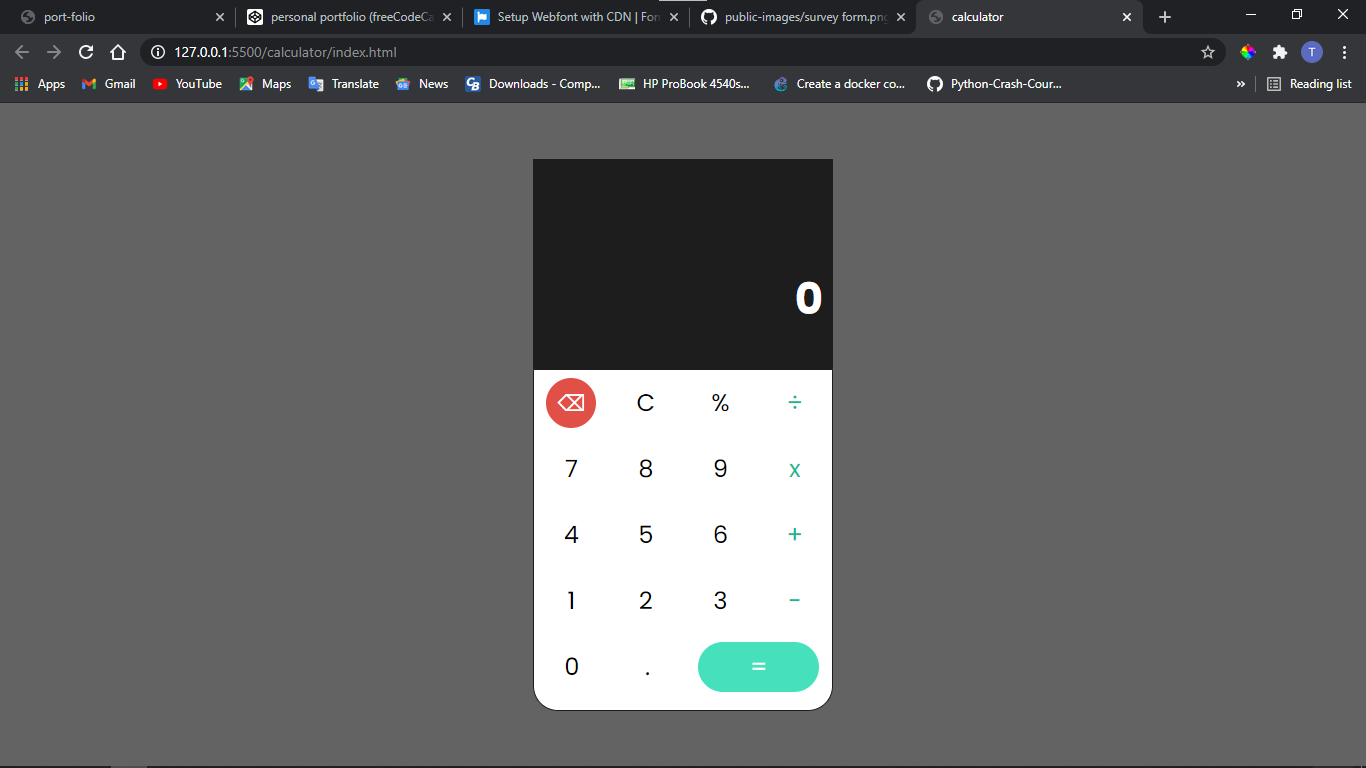 port-folio
personal portfolio (freeCodeCa
Setup Webfont with CDN | Fon
public-images/survey form.png
calculator
127.0.0.1:5500/calculator/index.html
T
Apps
Gmail
YouTube
Maps
Translate
News
Downloads - Comp...
HP ProBook 4540s...
Create a docker co...
Python-Crash-Cour...
»
Reading list
0
⌫ C % ÷
7 8 9 x
4 5 6 +
1 2 3 -
0 . =